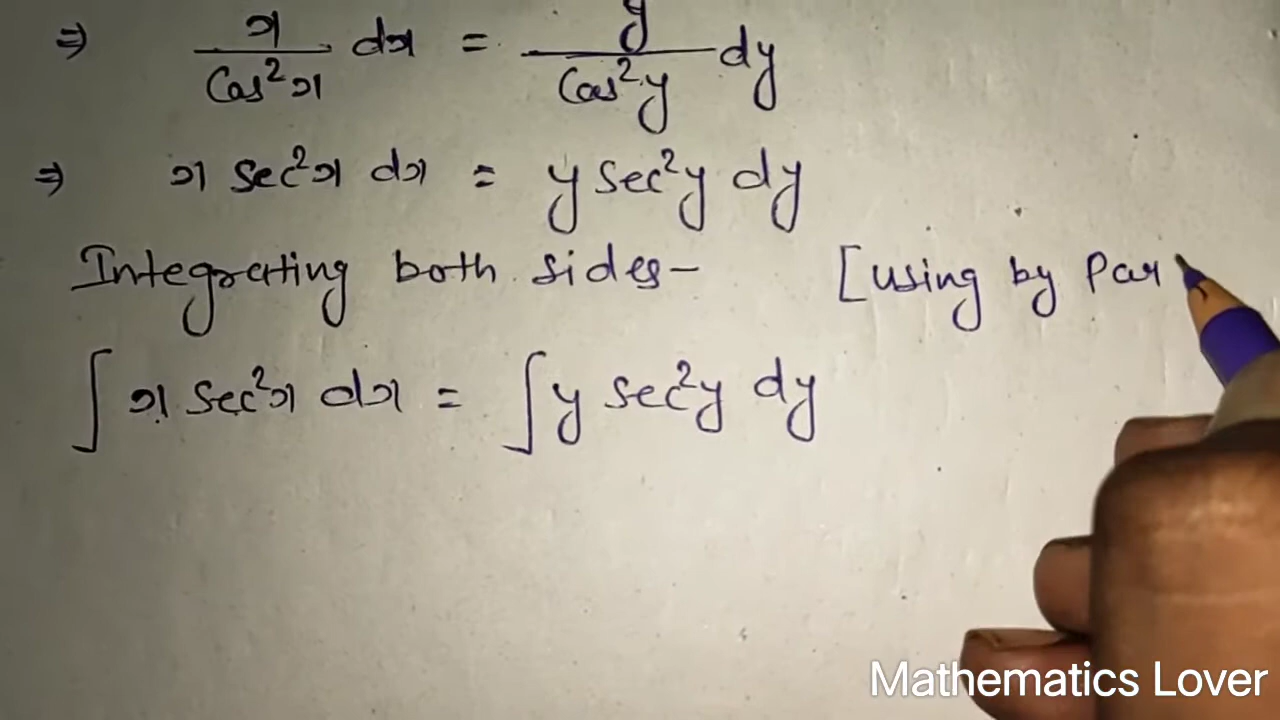 ⇒ x/cos²x dx = y/cos²y dy
⇒ x sec²x dx = y sec²y dy
Integrating both sides- [using by Par
∫ x sec²x dx = ∫ y sec²y dy
Mathematics Lover